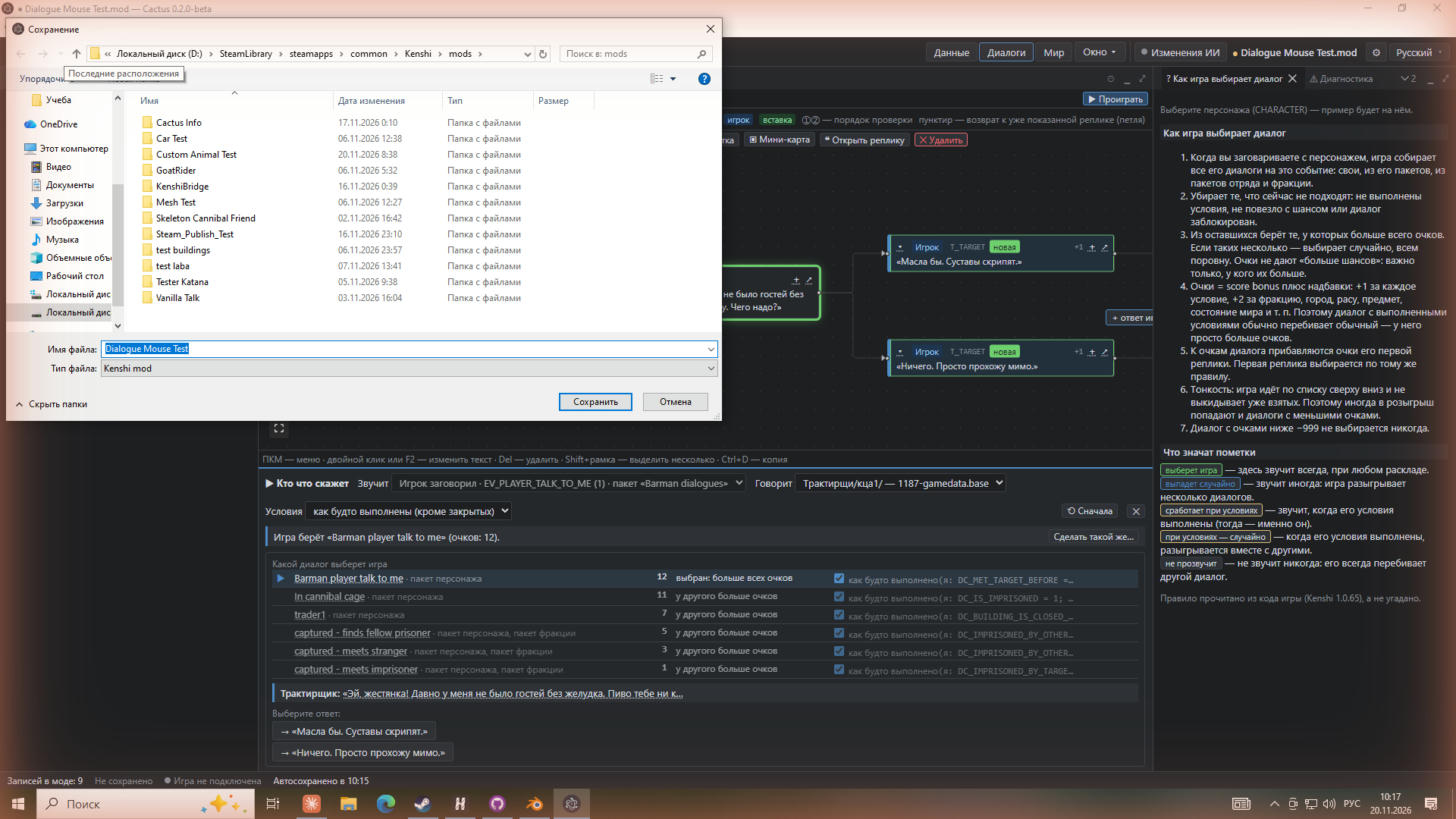 • Dialogue Mouse Test.mod — Cactus 0.2.0-beta
Сохранение
« Локальный диск (D:) › SteamLibrary › steamapps › common › Kenshi › mods ›
Поиск в: mods
Последние расположения
Имя Дата изменения Тип Размер
Учеба
OneDrive
Этот компьютер
Видео
Документы
Загрузки
Изображения
Музыка
Рабочий стол
Cactus Info 17.11.2026 0:10 Папка с файлами
Car Test 06.11.2026 12:38 Папка с файлами
Custom Animal Test 20.11.2026 8:38 Папка с файлами
GoatRider 06.11.2026 5:32 Папка с файлами
KenshiBridge 16.11.2026 0:39 Папка с файлами
Mesh Test 06.11.2026 12:27 Папка с файлами
Skeleton Cannibal Friend 02.11.2026 16:42 Папка с файлами
Steam_Publish_Test 16.11.2026 23:10 Папка с файлами
test buildings 06.11.2026 23:57 Папка с файлами
test laba 07.11.2026 13:41 Папка с файлами
Tester Katana 05.11.2026 9:38 Папка с файлами
Vanilla Talk 03.11.2026 16:04 Папка с файлами
Имя файла: Dialogue Mouse Test
Тип файла: Kenshi mod
Скрыть папки
Сохранить Отмена
Данные Диалоги Мир Окно Изменения ИИ • Dialogue Mouse Test.mod Русский
▶ Проиграть
игрок вставка ①② — порядок проверки пунктир — возврат к уже показанной реплике (петля)
Мини-карта Открыть реплику ✕ Удалить
Игрок T_TARGET новая +1
«Масла бы. Суставы скрипят.»
не было гостей без
у. Чего надо?»
Игрок T_TARGET новая +1
«Ничего. Просто прохожу мимо.»
ПКМ — меню · двойной клик или F2 — изменить текст · Del — удалить · Shift+рамка — выделить несколько · Ctrl+D — копия
▶ Кто что скажет Звучит Игрок заговорил · EV_PLAYER_TALK_TO_ME (1) · пакет «Barman dialogues» Говорит Трактирщи/кца1/ — 1187-gamedata.base
Условия как будто выполнены (кроме закрытых) Сначала ✕
Игра берёт «Barman player talk to me» (очков: 12). Сделать такой же...
Какой диалог выберет игра
Barman player talk to me · пакет персонажа 12 выбран: больше всех очков как будто выполнено(я: DC_MET_TARGET_BEFORE =…
In cannibal cage · пакет персонажа 11 у другого больше очков как будто выполнено(я: DC_IS_IMPRISONED = 1; …
trader1 · пакет персонажа 7 у другого больше очков как будто выполнено(я: DC_BUILDING_IS_CLOSED_…
captured - finds fellow prisoner · пакет персонажа, пакет фракции 5 у другого больше очков как будто выполнено(я: DC_IMPRISONED_BY_OTHER…
captured - meets stranger · пакет персонажа, пакет фракции 3 у другого больше очков как будто выполнено(я: DC_IMPRISONED_BY_OTHER…
captured - meets imprisoner · пакет персонажа, пакет фракции 1 у другого больше очков как будто выполнено(я: DC_IMPRISONED_BY_TARGE…
Трактирщик: «Эй, жестянка! Давно у меня не было гостей без желудка. Пиво тебе ни к…
Выберите ответ:
→ «Масла бы. Суставы скрипят.»
→ «Ничего. Просто прохожу мимо.»
? Как игра выбирает диалог ✕ ⚠ Диагностика 2
Выберите персонажа (CHARACTER) — пример будет на нём.
Как игра выбирает диалог
1. Когда вы заговариваете с персонажем, игра собирает
все его диалоги на это событие: свои, из его пакетов, из
пакетов отряда и фракции.
2. Убирает те, что сейчас не подходят: не выполнены
условия, не повезло с шансом или диалог
заблокирован.
3. Из оставшихся берёт те, у которых больше всего очков.
Если таких несколько — выбирает случайно, всем
поровну. Очки не дают «больше шансов»: важно
только, у кого их больше.
4. Очки = score bonus плюс надбавки: +1 за каждое
условие, +2 за фракцию, город, расу, предмет,
состояние мира и т. п. Поэтому диалог с выполненными
условиями обычно перебивает обычный — у него
просто больше очков.
5. К очкам диалога прибавляются очки его первой
реплики. Первая реплика выбирается по тому же
правилу.
6. Тонкость: игра идёт по списку сверху вниз и не
выкидывает уже взятых. Поэтому иногда в розыгрыш
попадают и диалоги с меньшими очками.
7. Диалог с очками ниже −999 не выбирается никогда.
Что значат пометки
выберет игра — здесь звучит всегда, при любом раскладе.
выпадет случайно — звучит иногда: игра разыгрывает
несколько диалогов.
сработает при условиях — звучит, когда его условия
выполнены (тогда — именно он).
при условиях — случайно — когда его условия выполнены,
разыгрывается вместе с другими.
не прозвучит — не звучит никогда: его всегда перебивает
другой диалог.
Правило прочитано из кода игры (Kenshi 1.0.65), а не угадано.
Записей в моде: 9 Не сохранено Игра не подключена Автосохранено в 10:15
Поиск
РУС 10:17
20.11.2026